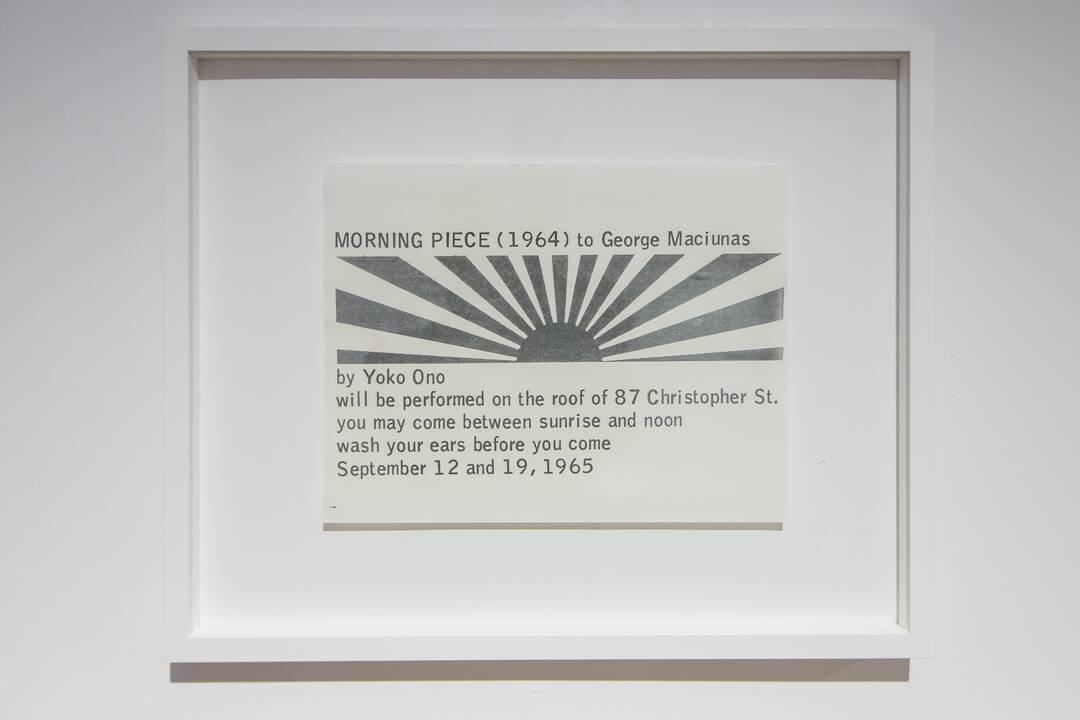 MORNING PIECE (1964) to George Maciunas
by Yoko Ono
will be performed on the roof of 87 Christopher St.
you may come between sunrise and noon
wash your ears before you come
September 12 and 19, 1965